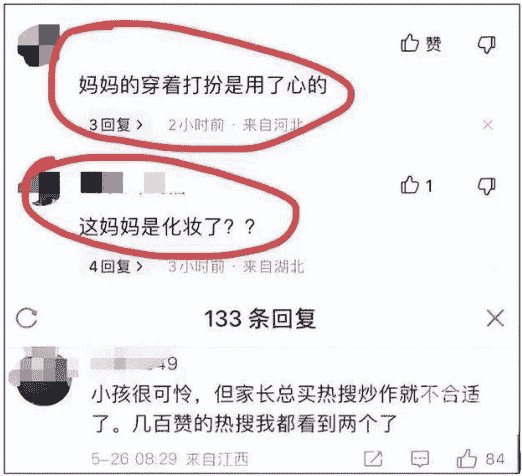 赞
妈妈的穿着打扮是用了心的
3回复 > 2小时前 · 来自河北 ×
1
这妈妈是化妆了? ?
4回复 > 3小时前 · 来自湖北
133 条回复
49
小孩很可怜，但家长总买热搜炒作就不合适
了。几百赞的热搜我都看到两个了
5-26 08:29 来自江西 84